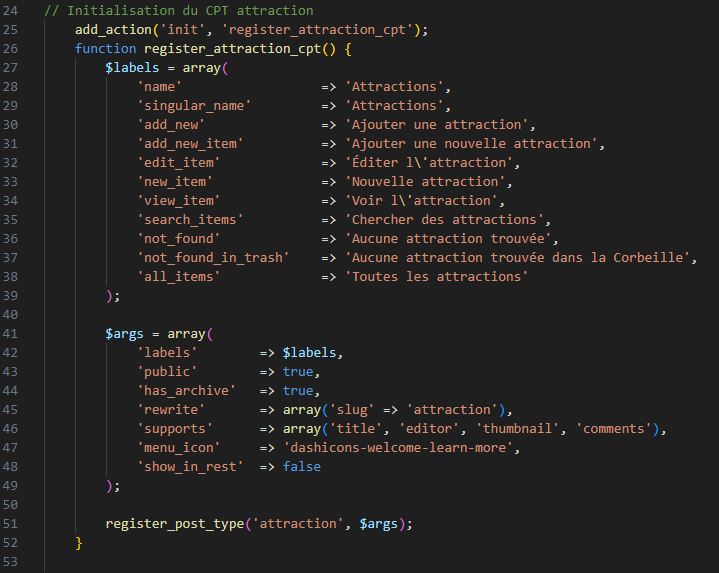 24 // Initialisation du CPT attraction
25     add_action('init', 'register_attraction_cpt');
26     function register_attraction_cpt() {
27         $labels = array(
28             'name'                  => 'Attractions',
29             'singular_name'         => 'Attractions',
30             'add_new'               => 'Ajouter une attraction',
31             'add_new_item'          => 'Ajouter une nouvelle attraction',
32             'edit_item'             => 'Éditer l\'attraction',
33             'new_item'              => 'Nouvelle attraction',
34             'view_item'             => 'Voir l\'attraction',
35             'search_items'          => 'Chercher des attractions',
36             'not_found'             => 'Aucune attraction trouvée',
37             'not_found_in_trash'    => 'Aucune attraction trouvée dans la Corbeille',
38             'all_items'             => 'Toutes les attractions'
39         );
40
41         $args = array(
42             'labels'        => $labels,
43             'public'        => true,
44             'has_archive'   => true,
45             'rewrite'       => array('slug' => 'attraction'),
46             'supports'      => array('title', 'editor', 'thumbnail', 'comments'),
47             'menu_icon'     => 'dashicons-welcome-learn-more',
48             'show_in_rest'  => false
49         );
50
51         register_post_type('attraction', $args);
52     }
53